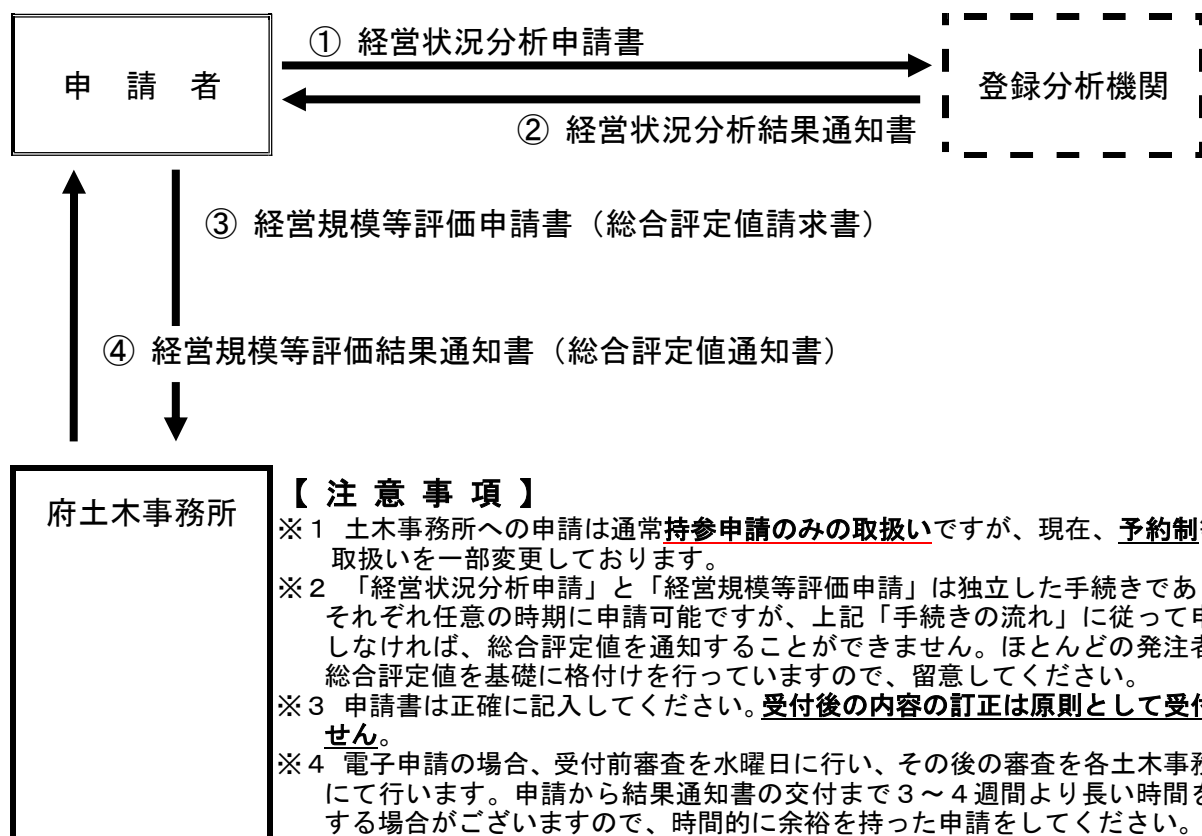 ① 経営状況分析申請書
申 請 者
登録分析機関
② 経営状況分析結果通知書
③ 経営規模等評価申請書（総合評定値請求書）
④ 経営規模等評価結果通知書（総合評定値通知書）
府土木事務所
【 注 意 事 項 】
※１ 土木事務所への申請は通常持参申請のみの取扱いですが、現在、予約制
取扱いを一部変更しております。
※２ 「経営状況分析申請」と「経営規模等評価申請」は独立した手続きであ
それぞれ任意の時期に申請可能ですが、上記「手続きの流れ」に従って申
しなければ、総合評定値を通知することができません。ほとんどの発注者
総合評定値を基礎に格付けを行っていますので、留意してください。
※３ 申請書は正確に記入してください。受付後の内容の訂正は原則として受付
せん。
※４ 電子申請の場合、受付前審査を水曜日に行い、その後の審査を各土木事務
にて行います。申請から結果通知書の交付まで３～４週間より長い時間を
する場合がございますので、時間的に余裕を持った申請をしてください。